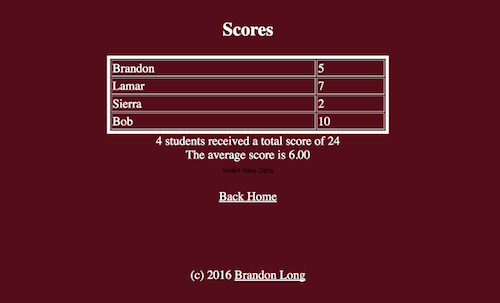 Scores
Brandon 5
Lamar 7
Sierra 2
Bob 10
4 students received a total score of 24
The average score is 6.00
Insert New Data
Back Home
(c) 2016 Brandon Long